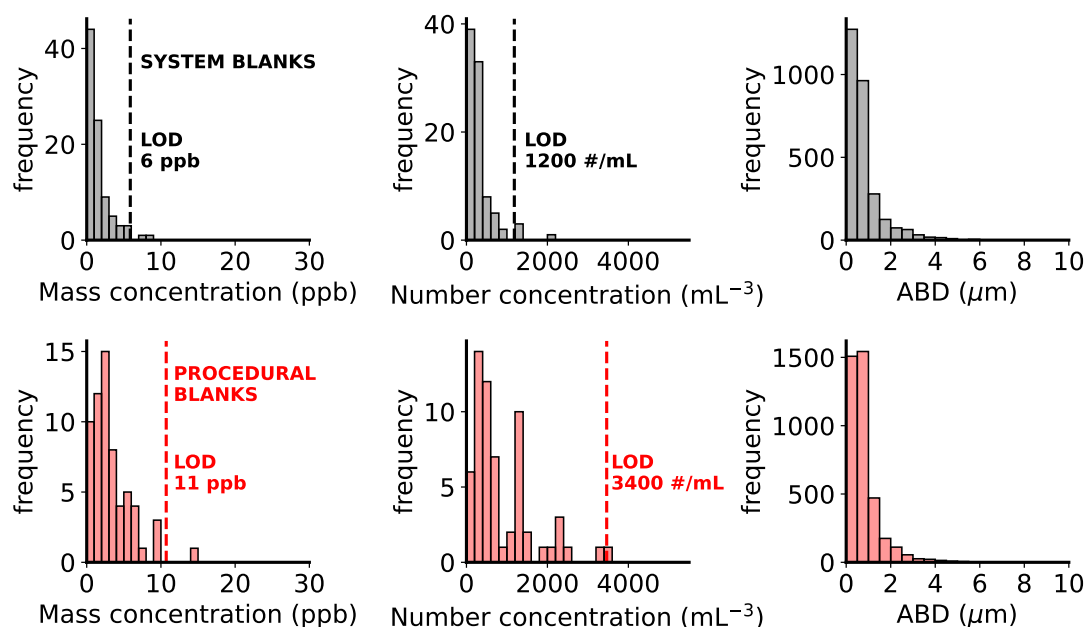 frequency
40
20
0
SYSTEM BLANKS
LOD
6 ppb
0 10 20 30
Mass concentration (ppb)
frequency
40
30
20
10
0
LOD
1200 #/mL
0 2000 4000
Number concentration (mL⁻³)
frequency
1000
500
0
0 2 4 6 8 10
ABD (μm)
frequency
15
10
5
0
PROCEDURAL
BLANKS
LOD
11 ppb
0 10 20 30
Mass concentration (ppb)
frequency
10
5
0
LOD
3400 #/mL
0 2000 4000
Number concentration (mL⁻³)
frequency
1500
1000
500
0
0 2 4 6 8 10
ABD (μm)